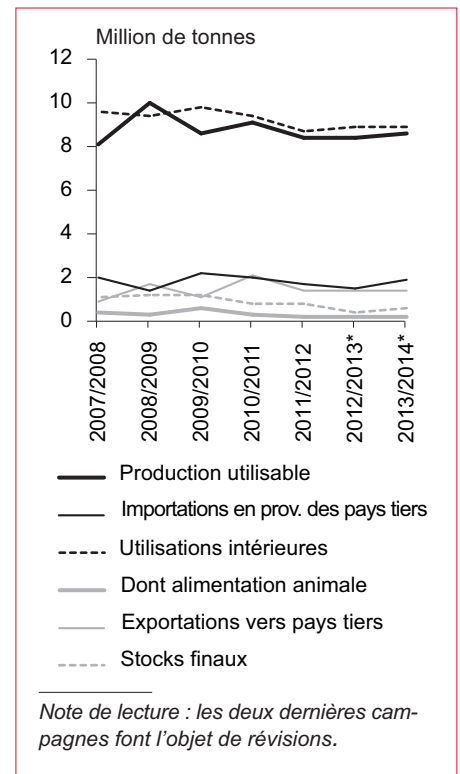 Million de tonnes
12
10
8
6
4
2
0
2007/2008
2008/2009
2009/2010
2010/2011
2011/2012
2012/2013*
2013/2014*
Production utilisable
Importations en prov. des pays tiers
Utilisations intérieures
Dont alimentation animale
Exportations vers pays tiers
Stocks finaux
Note de lecture : les deux dernières cam-
pagnes font l'objet de révisions.